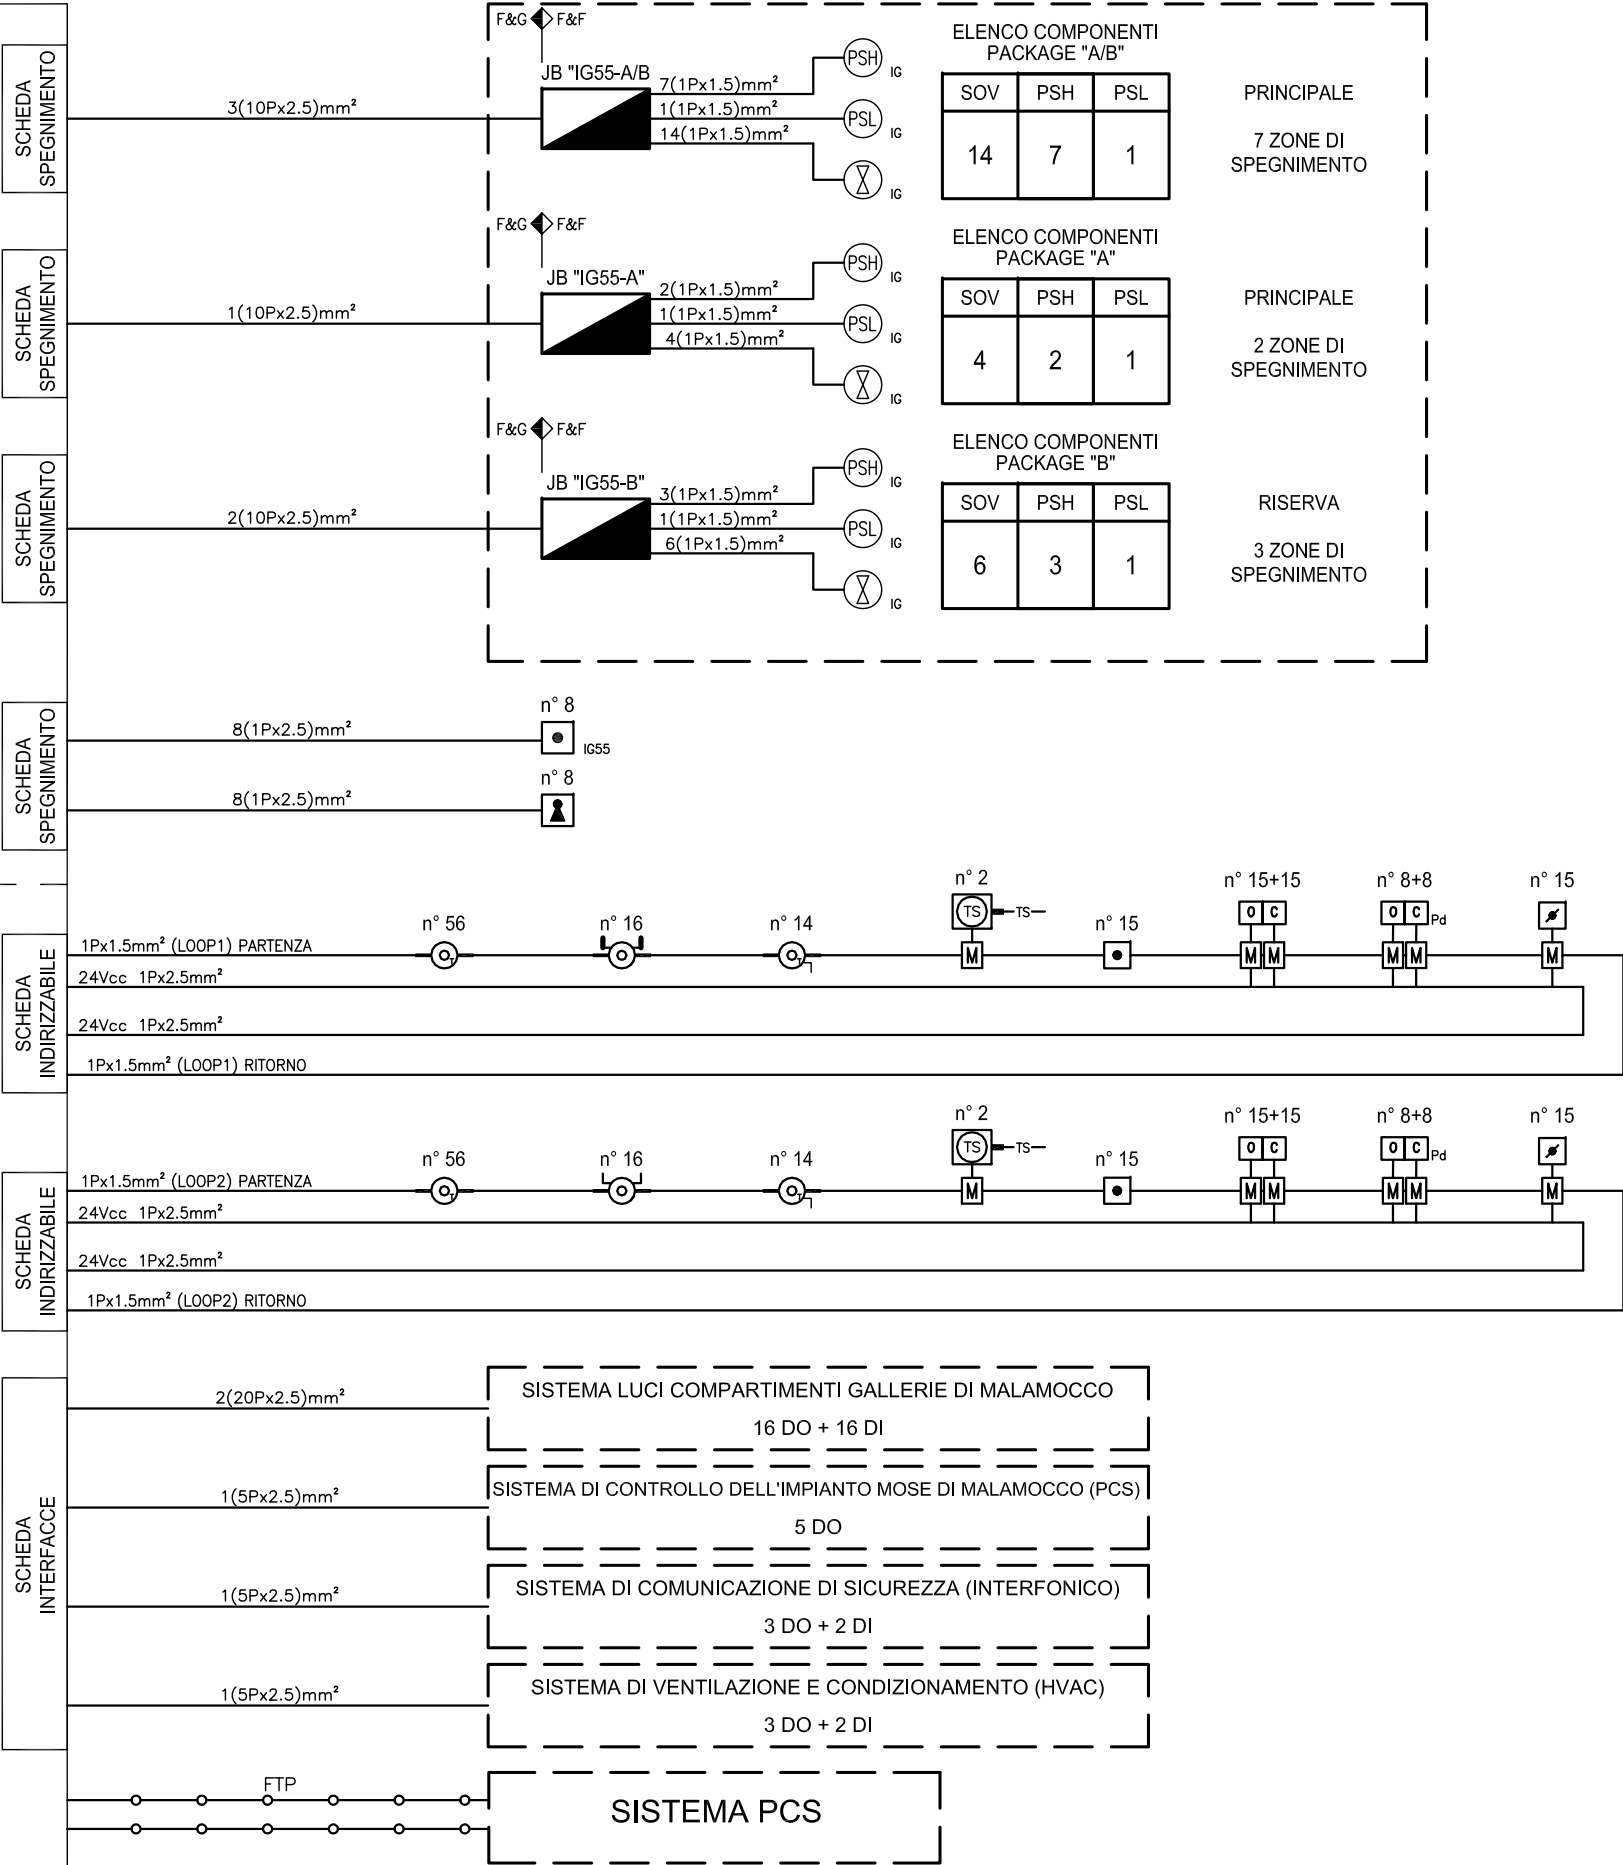 SCHEDA
SPEGNIMENTO
3(10Px2.5)mm²
F&G F&F
JB "IG55-A/B
7(1Px1.5)mm²
1(1Px1.5)mm²
14(1Px1.5)mm²
PSH IG
PSL IG
IG
ELENCO COMPONENTI
PACKAGE "A/B"
SOV PSH PSL
14 7 1
PRINCIPALE
7 ZONE DI
SPEGNIMENTO
SCHEDA
SPEGNIMENTO
1(10Px2.5)mm²
F&G F&F
JB "IG55-A"
2(1Px1.5)mm²
1(1Px1.5)mm²
4(1Px1.5)mm²
PSH IG
PSL IG
IG
ELENCO COMPONENTI
PACKAGE "A"
SOV PSH PSL
4 2 1
PRINCIPALE
2 ZONE DI
SPEGNIMENTO
SCHEDA
SPEGNIMENTO
2(10Px2.5)mm²
F&G F&F
JB "IG55-B"
3(1Px1.5)mm²
1(1Px1.5)mm²
6(1Px1.5)mm²
PSH IG
PSL IG
IG
ELENCO COMPONENTI
PACKAGE "B"
SOV PSH PSL
6 3 1
RISERVA
3 ZONE DI
SPEGNIMENTO
SCHEDA
SPEGNIMENTO
8(1Px2.5)mm²
n° 8
IG55
8(1Px2.5)mm²
n° 8
SCHEDA
INDIRIZZABILE
1Px1.5mm² (LOOP1) PARTENZA
24Vcc 1Px2.5mm²
24Vcc 1Px2.5mm²
1Px1.5mm² (LOOP1) RITORNO
n° 56
T
n° 16
n° 14
T
n° 2
TS TS
M
n° 15
n° 15+15
O C
M M
n° 8+8
O C Pd
M M
n° 15
M
SCHEDA
INDIRIZZABILE
1Px1.5mm² (LOOP2) PARTENZA
24Vcc 1Px2.5mm²
24Vcc 1Px2.5mm²
1Px1.5mm² (LOOP2) RITORNO
n° 56
T
n° 16
n° 14
T
n° 2
TS TS
M
n° 15
n° 15+15
O C
M M
n° 8+8
O C Pd
M M
n° 15
M
SCHEDA
INTERFACCE
2(20Px2.5)mm²
SISTEMA LUCI COMPARTIMENTI GALLERIE DI MALAMOCCO
16 DO + 16 DI
1(5Px2.5)mm²
SISTEMA DI CONTROLLO DELL'IMPIANTO MOSE DI MALAMOCCO (PCS)
5 DO
1(5Px2.5)mm²
SISTEMA DI COMUNICAZIONE DI SICUREZZA (INTERFONICO)
3 DO + 2 DI
1(5Px2.5)mm²
SISTEMA DI VENTILAZIONE E CONDIZIONAMENTO (HVAC)
3 DO + 2 DI
FTP
SISTEMA PCS